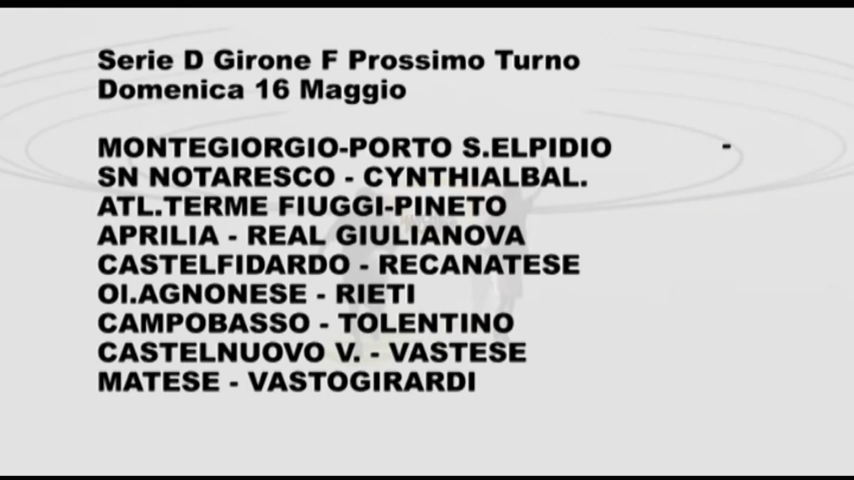 Serie D Girone F Prossimo Turno
Domenica 16 Maggio
MONTEGIORGIO-PORTO S.ELPIDIO -
SN NOTARESCO - CYNTHIALBAL.
ATL.TERME FIUGGI-PINETO
APRILIA - REAL GIULIANOVA
CASTELFIDARDO - RECANATESE
Ol.AGNONESE - RIETI
CAMPOBASSO - TOLENTINO
CASTELNUOVO V. - VASTESE
MATESE - VASTOGIRARDI